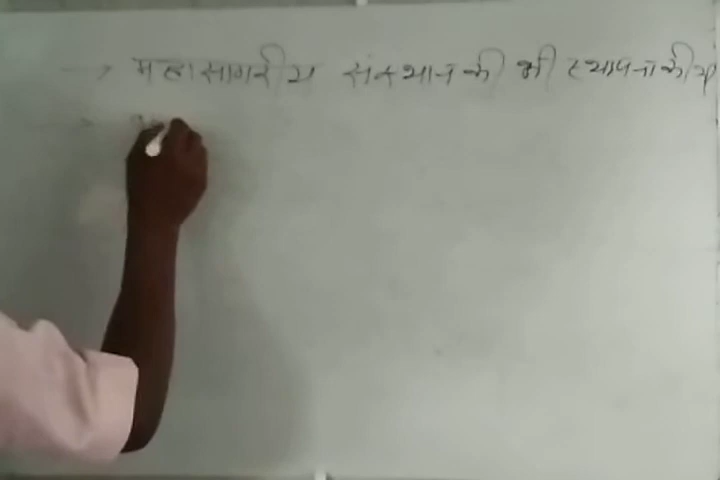 → महासागरीय संस्थान की भी स्थापना की